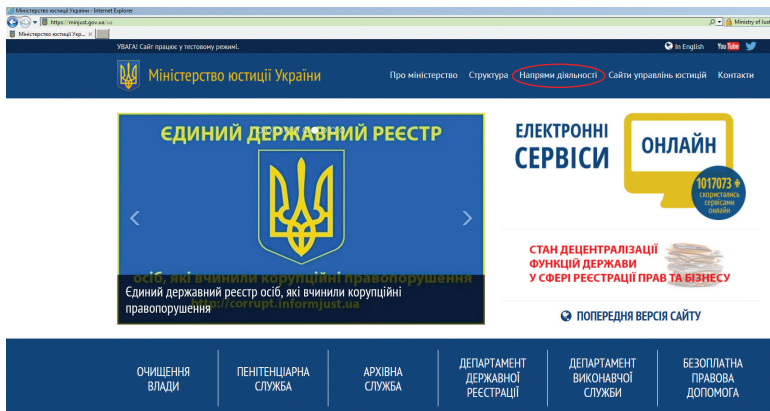 Міністерство юстиції України - Internet Explorer
https://minjust.gov.ua/ua
Ministry of Just
Міністерство юстиції Укр...
УВАГА! Сайт працює у тестовому режимі.
In English
You Tube
Міністерство юстиції України
Про міністерство
Структура
Напрями діяльності
Сайти управлінь юстиції
Контакти
ЄДИНИЙ ДЕРЖАВНИЙ РЕЄСТР
осіб, які вчинили корупційні правопорушення
Єдиний державний реєстр осіб, які вчинили корупційні
правопорушення
http://corrupt.informjust.ua
ЕЛЕКТРОННІ
СЕРВІСИ
ОНЛАЙН
1017073
скористались
сервісами
онлайн
СТАН ДЕЦЕНТРАЛІЗАЦІЇ
ФУНКЦІЙ ДЕРЖАВИ
У СФЕРІ РЕЄСТРАЦІЇ ПРАВ ТА БІЗНЕСУ
ПОПЕРЕДНЯ ВЕРСІЯ САЙТУ
ОЧИЩЕННЯ
ВЛАДИ
ПЕНІТЕНЦІАРНА
СЛУЖБА
АРХІВНА
СЛУЖБА
ДЕПАРТАМЕНТ
ДЕРЖАВНОЇ
РЕЄСТРАЦІЇ
ДЕПАРТАМЕНТ
ВИКОНАВЧОЇ
СЛУЖБИ
БЕЗОПЛАТНА
ПРАВОВА
ДОПОМОГА